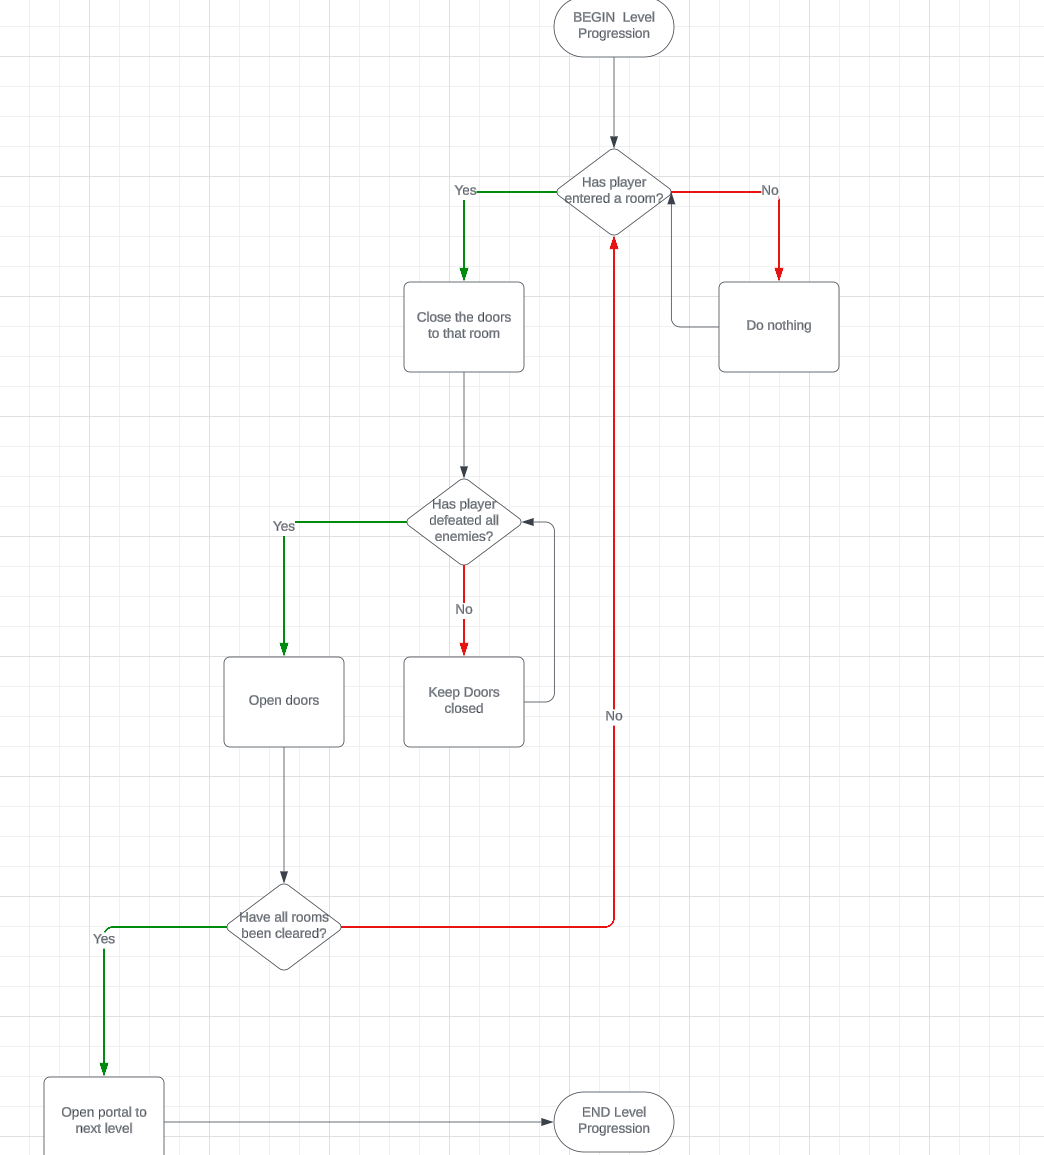 BEGIN  Level
Progression
Has player
entered a room?
Yes
No
Close the doors
to that room
Do nothing
Has player
defeated all
enemies?
Yes
No
Open doors
Keep Doors
closed
No
Have all rooms
been cleared?
Yes
Open portal to
next level
END Level
Progression